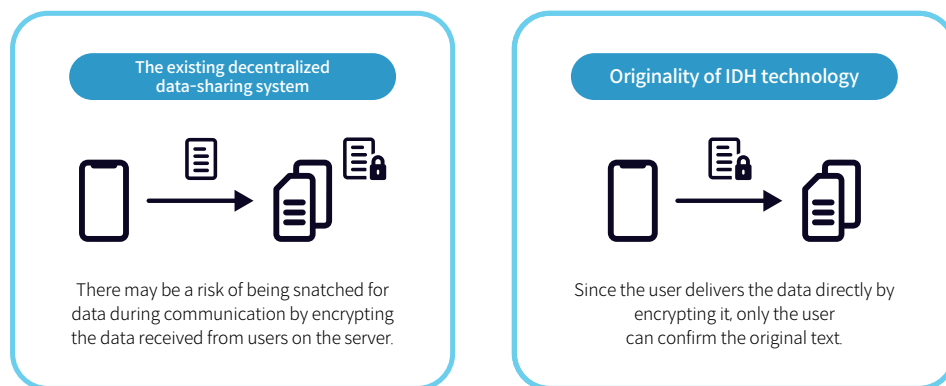 The existing decentralized
data-sharing system
There may be a risk of being snatched for
data during communication by encrypting
the data received from users on the server.
Originality of IDH technology
Since the user delivers the data directly by
encrypting it, only the user
can confirm the original text.